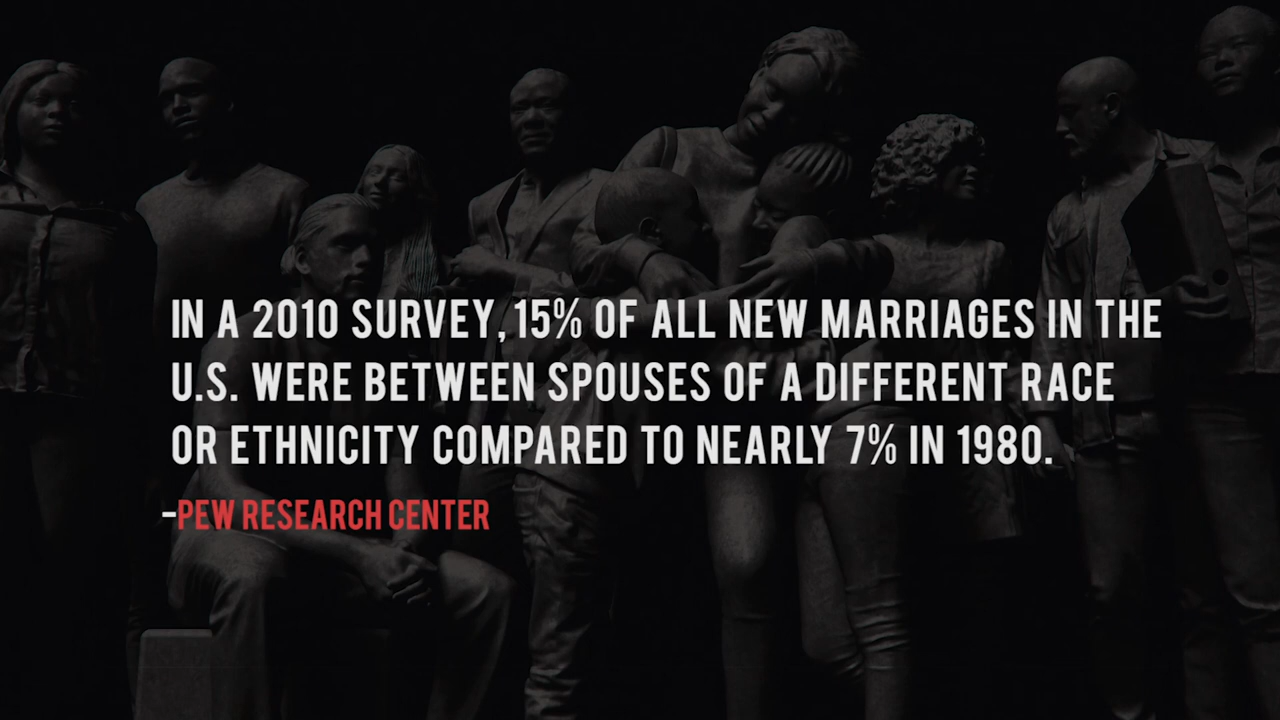 IN A 2010 SURVEY, 15% OF ALL NEW MARRIAGES IN THE
U.S. WERE BETWEEN SPOUSES OF A DIFFERENT RACE
OR ETHNICITY COMPARED TO NEARLY 7% IN 1980.
-PEW RESEARCH CENTER